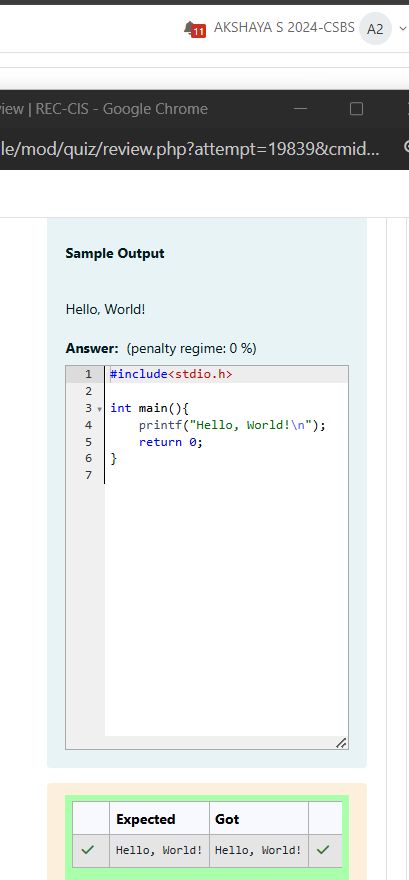 11 AKSHAYA S 2024-CSBS A2
iew | REC-CIS - Google Chrome
le/mod/quiz/review.php?attempt=19839&cmid...
Sample Output
Hello, World!
Answer: (penalty regime: 0 %)
1 #include<stdio.h>
2
3 int main(){
4 printf("Hello, World!\n");
5 return 0;
6 }
7
Expected Got
Hello, World! Hello, World!